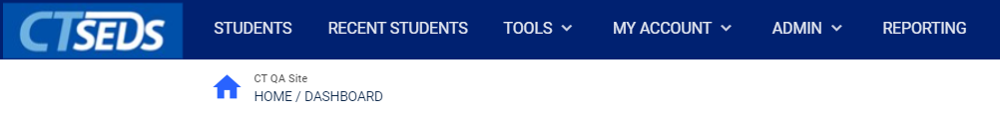 CTSEDS STUDENTS RECENT STUDENTS TOOLS MY ACCOUNT ADMIN REPORTING
CT QA Site
HOME / DASHBOARD